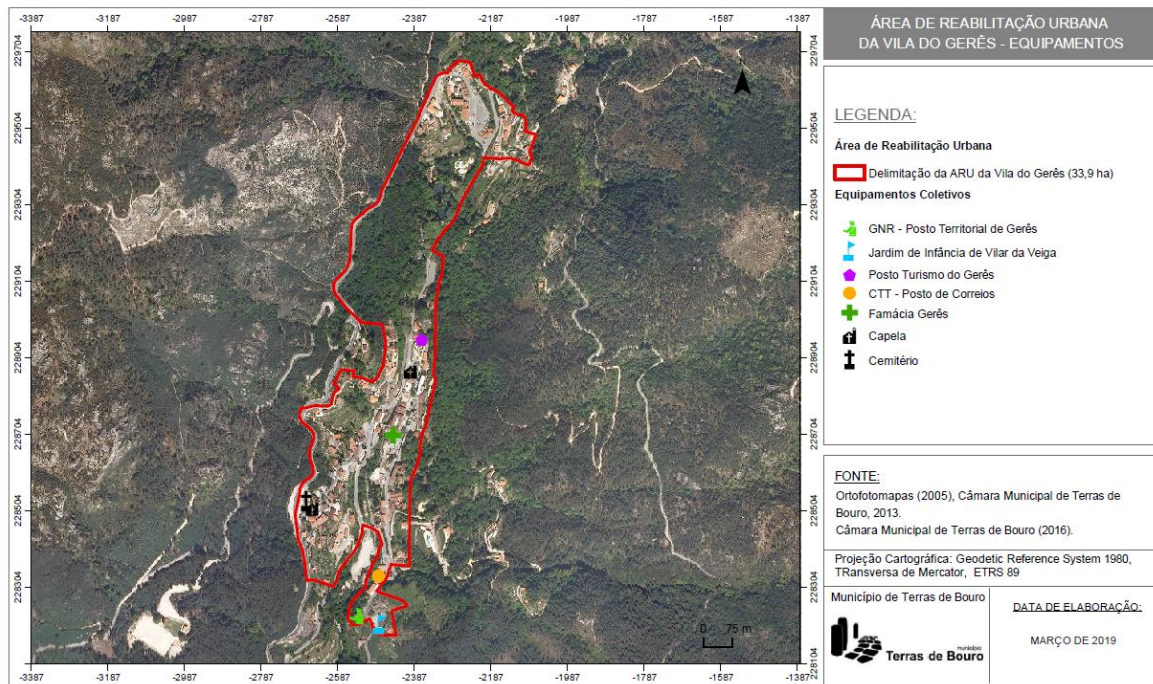 -3387 -3187 -2987 -2787 -2587 -2387 -2187 -1987 -1787 -1587 -1387
229704
229504
229304
229104
228904
228704
228504
228304
228104
229704
229504
229304
229104
228904
228704
228504
228304
228104
0 75 m
-3387 -3187 -2987 -2787 -2587 -2387 -2187 -1987 -1787 -1587 -1387
ÁREA DE REABILITAÇÃO URBANA
DA VILA DO GERÊS - EQUIPAMENTOS
LEGENDA:
Área de Reabilitação Urbana
Delimitação da ARU da Vila do Gerês (33,9 ha)
Equipamentos Coletivos
GNR - Posto Territorial de Gerês
Jardim de Infância de Vilar da Veiga
Posto Turismo do Gerês
CTT - Posto de Correios
Famácia Gerês
Capela
Cemitério
FONTE:
Ortofotomapas (2005), Câmara Municipal de Terras de
Bouro, 2013.
Câmara Municipal de Terras de Bouro (2016).
Projeção Cartográfica: Geodetic Reference System 1980,
TRansversa de Mercator, ETRS 89
Município de Terras de Bouro
município
Terras de Bouro
DATA DE ELABORAÇÃO:
MARÇO DE 2019